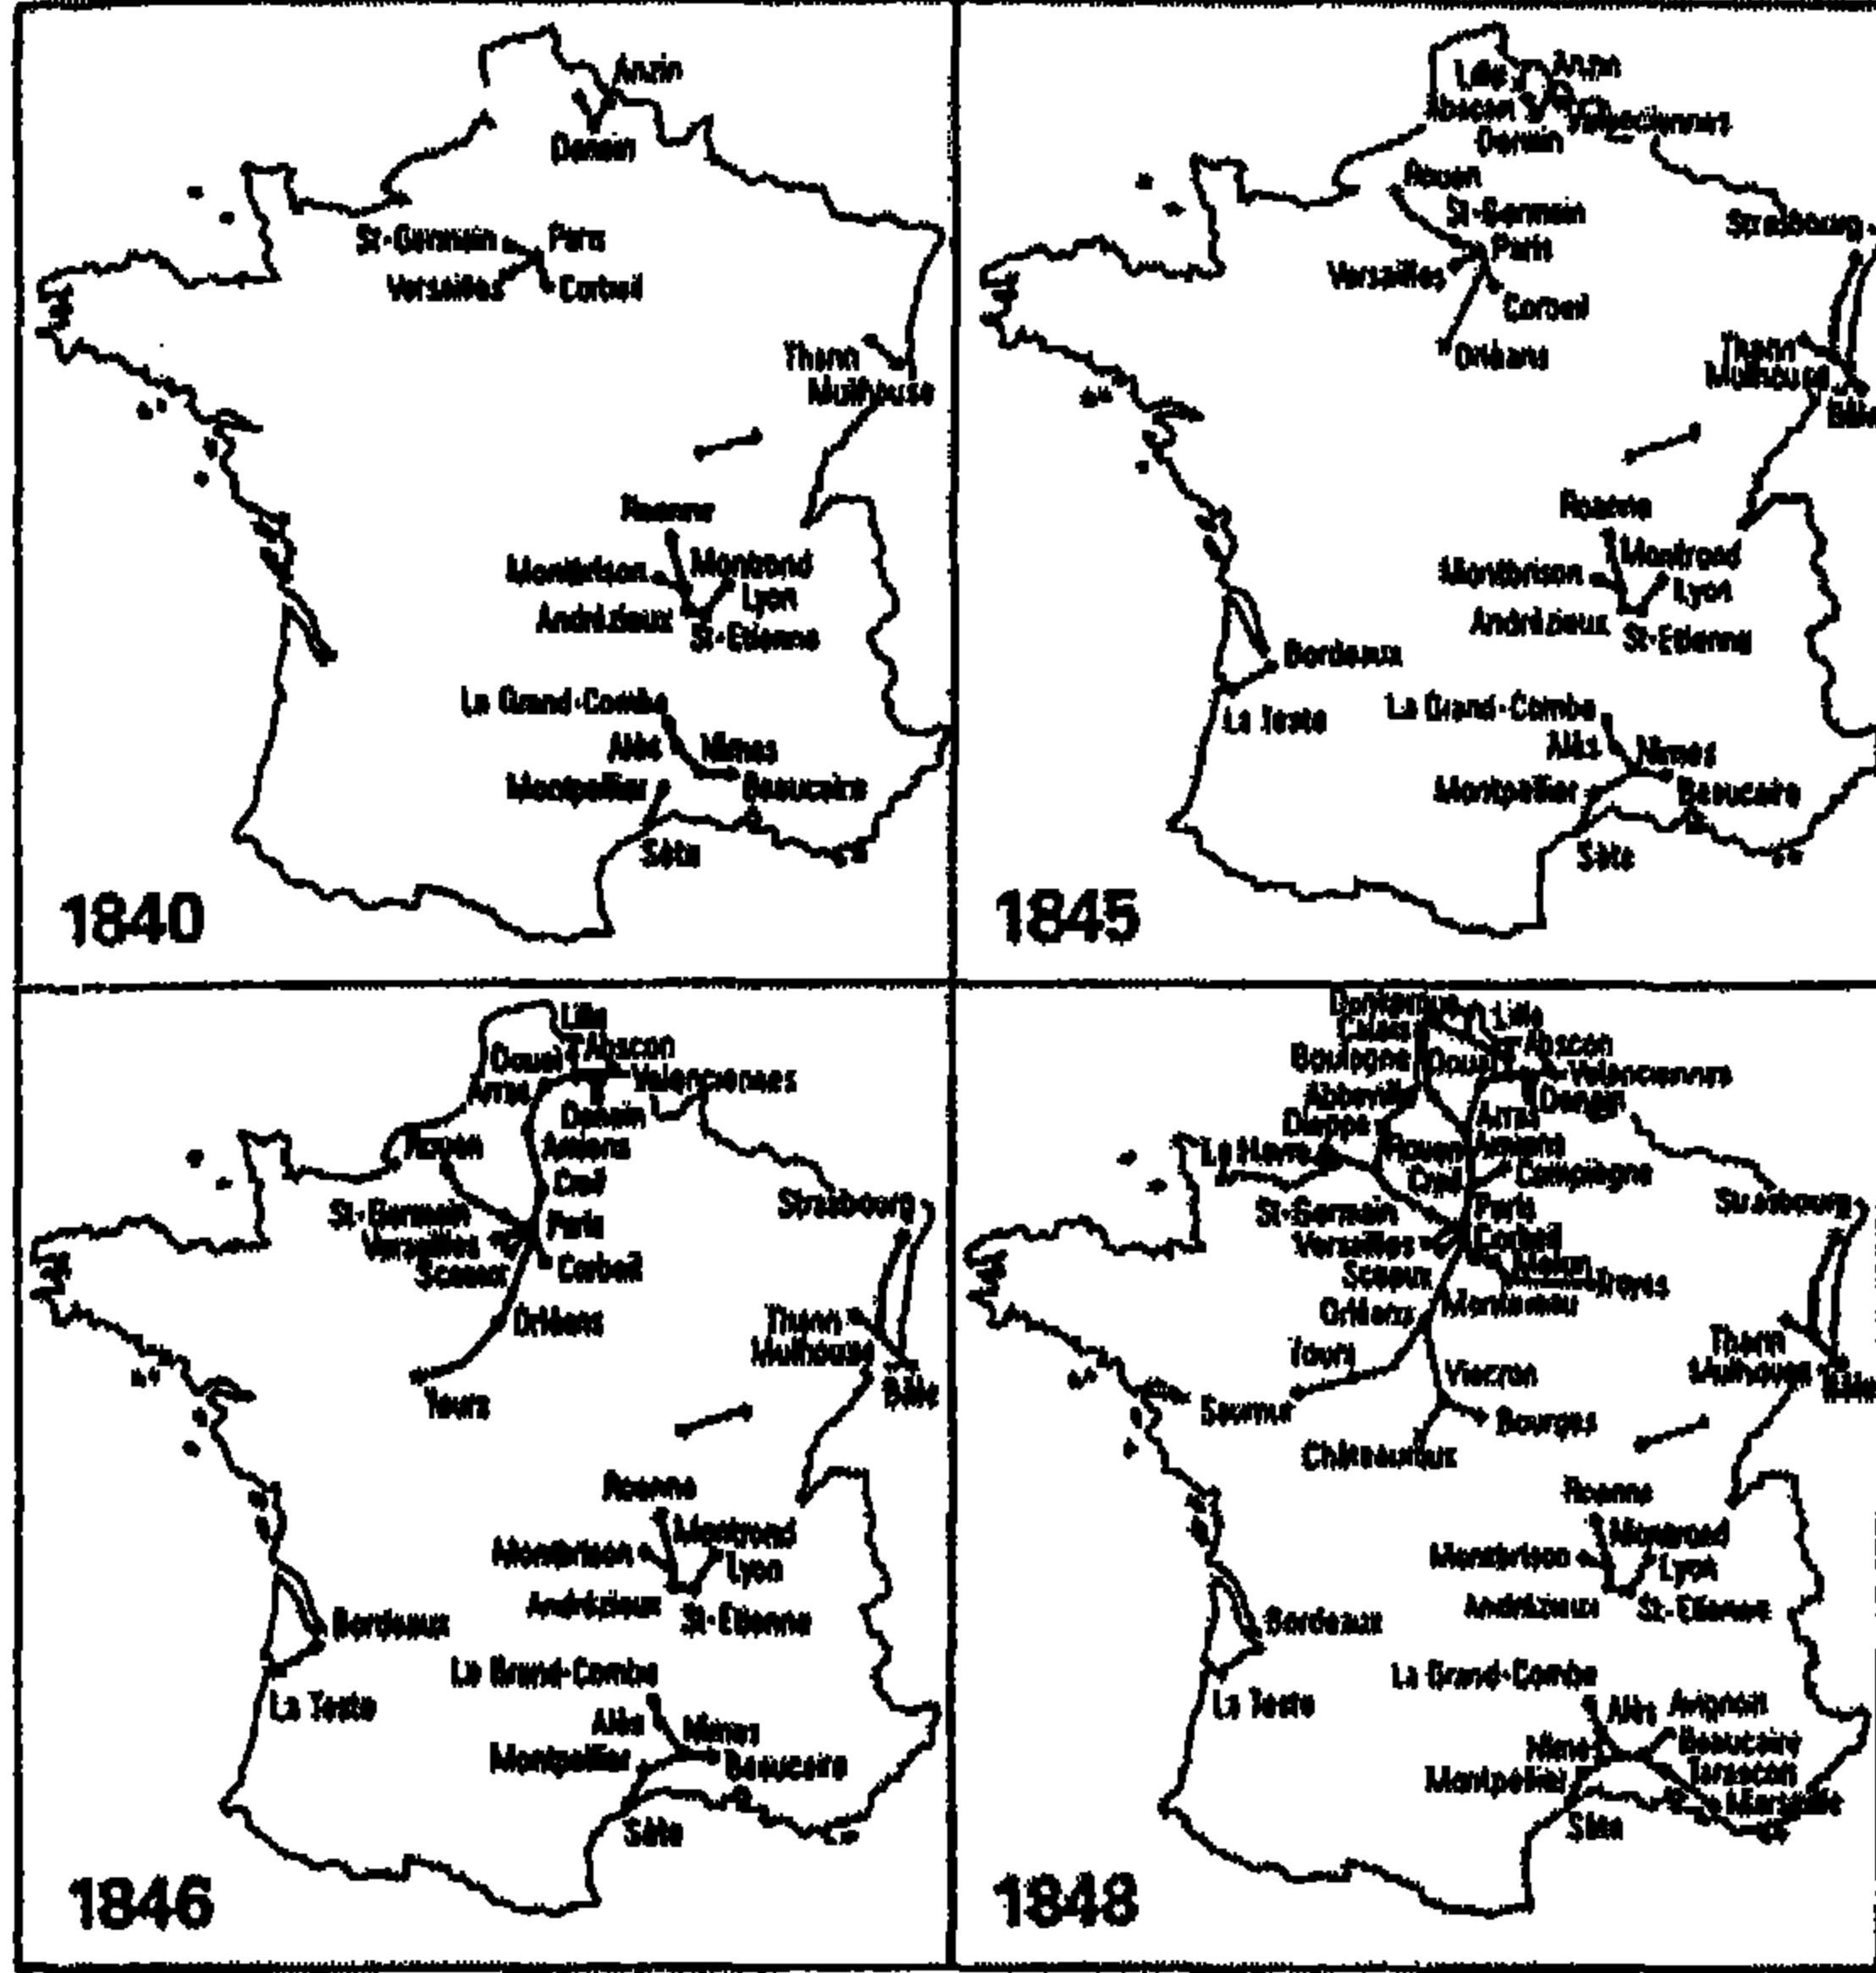 Anzin
Denain
St-Germain
Paris
Versailles
Corbeil
Thann
Mulhouse
Roanne
Montbrison
Montrond
Lyon
Andrézieux
St-Etienne
La Grand-Combe
Alès
Nîmes
Montpellier
Beaucaire
Sète
1840
Lille
Anzin
Abscon
Valenciennes
Denain
Rouen
St-Germain
Strasbourg
Paris
Versailles
Corbeil
Orléans
Thann
Mulhouse
Roanne
Montrond
Montbrison
Lyon
Andrézieux
St-Etienne
Bordeaux
La Teste
La Grand-Combe
Alès
Nîmes
Montpellier
Beaucaire
Sète
1845
Lille
Abscon
Douai
Valenciennes
Arras
Denain
Rouen
Amiens
Creil
Strasbourg
St-Germain
Paris
Versailles
Sceaux
Corbeil
Orléans
Thann
Mulhouse
Bâle
Tours
Roanne
Montrond
Montbrison
Lyon
Andrézieux
St-Etienne
Bordeaux
La Grand-Combe
La Teste
Alès
Nîmes
Montpellier
Beaucaire
Sète
1846
Dunkerque
Lille
Calais
Abscon
Boulogne
Douai
Valenciennes
Abbeville
Denain
Arras
Dieppe
Amiens
Le Havre
Rouen
Creil
Compiègne
Strasbourg
St-Germain
Paris
Versailles
Corbeil
Melun
Sceaux
Troyes
Orléans
Montereau
Tours
Thann
Mulhouse
Vierzon
Saumur
Bourges
Châteauroux
Roanne
Montrond
Montbrison
Lyon
Andrézieux
St-Etienne
Bordeaux
La Grand-Combe
La Teste
Alès
Avignon
Nîmes
Beaucaire
Tarascon
Montpellier
Marseille
Sète
1848